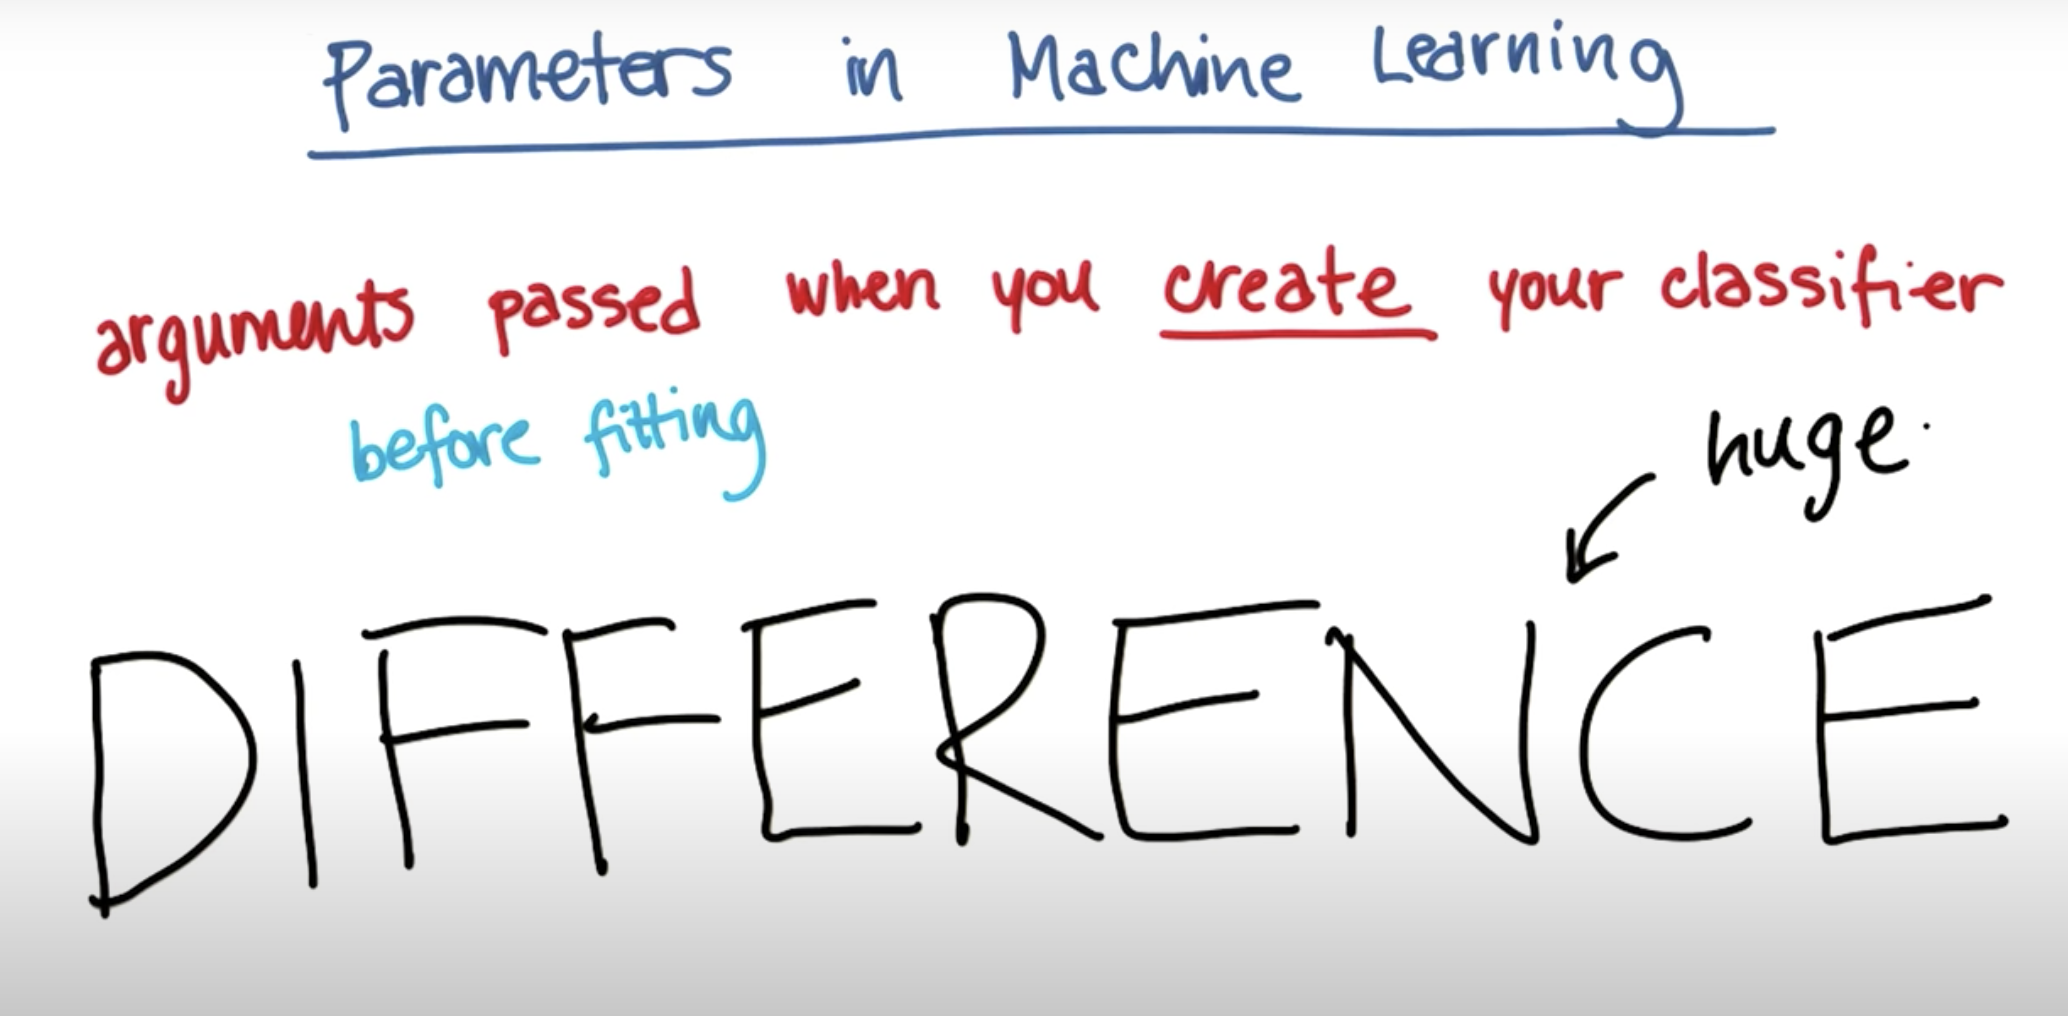 Parameters in Machine Learning
arguments passed when you create your classifier
before fitting
huge.
DIFFERENCE